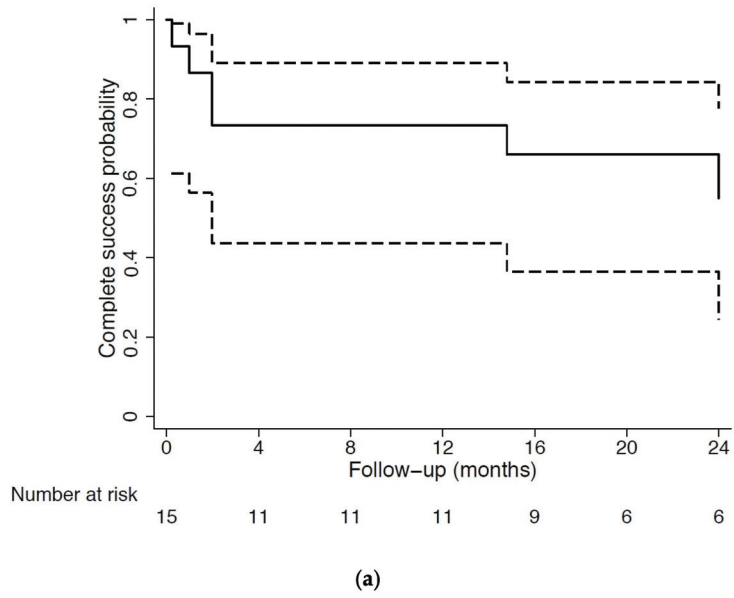 Complete success probability
1
0.8
0.6
0.4
0.2
0
0 4 8 12 16 20 24
Follow-up (months)
Number at risk
15 11 11 11 9 6 6
(a)